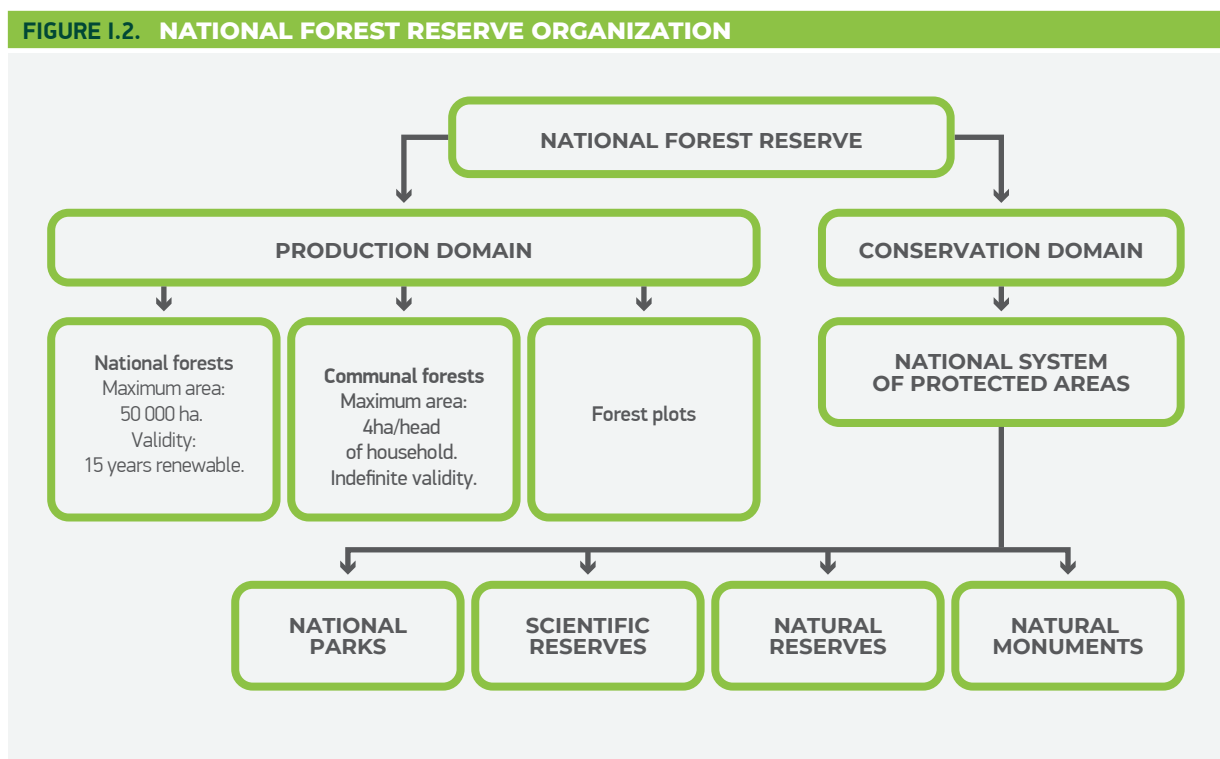 FIGURE I.2. NATIONAL FOREST RESERVE ORGANIZATION
NATIONAL FOREST RESERVE
PRODUCTION DOMAIN
CONSERVATION DOMAIN
National forests
Maximum area:
50 000 ha.
Validity:
15 years renewable.
Communal forests
Maximum area:
4ha/head
of household.
Indefinite validity.
Forest plots
NATIONAL SYSTEM
OF PROTECTED AREAS
NATIONAL
PARKS
SCIENTIFIC
RESERVES
NATURAL
RESERVES
NATURAL
MONUMENTS